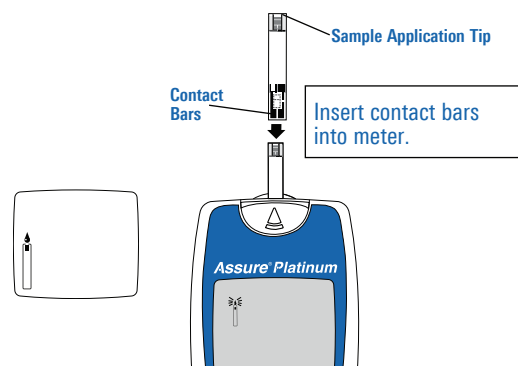 Sample Application Tip
Contact
Bars
Insert contact bars
into meter.
Assure® Platinum